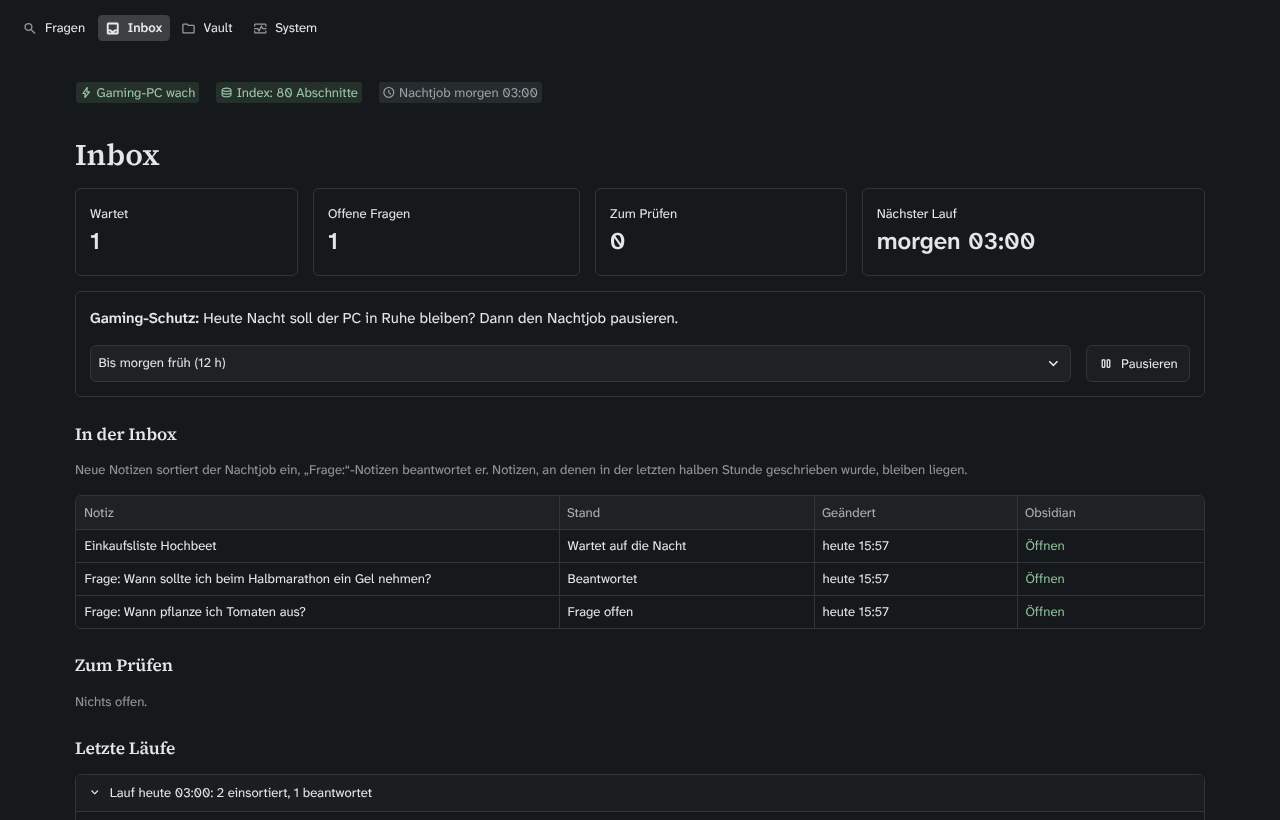 Fragen Inbox Vault System
Gaming-PC wach Index: 80 Abschnitte Nachtjob morgen 03:00
Inbox
Wartet Offene Fragen Zum Prüfen Nächster Lauf
1 1 0 morgen 03:00
Gaming-Schutz: Heute Nacht soll der PC in Ruhe bleiben? Dann den Nachtjob pausieren.
Bis morgen früh (12 h) Pausieren
In der Inbox
Neue Notizen sortiert der Nachtjob ein, „Frage:“-Notizen beantwortet er. Notizen, an denen in der letzten halben Stunde geschrieben wurde, bleiben liegen.
Notiz Stand Geändert Obsidian
Einkaufsliste Hochbeet Wartet auf die Nacht heute 15:57 Öffnen
Frage: Wann sollte ich beim Halbmarathon ein Gel nehmen? Beantwortet heute 15:57 Öffnen
Frage: Wann pflanze ich Tomaten aus? Frage offen heute 15:57 Öffnen
Zum Prüfen
Nichts offen.
Letzte Läufe
Lauf heute 03:00: 2 einsortiert, 1 beantwortet